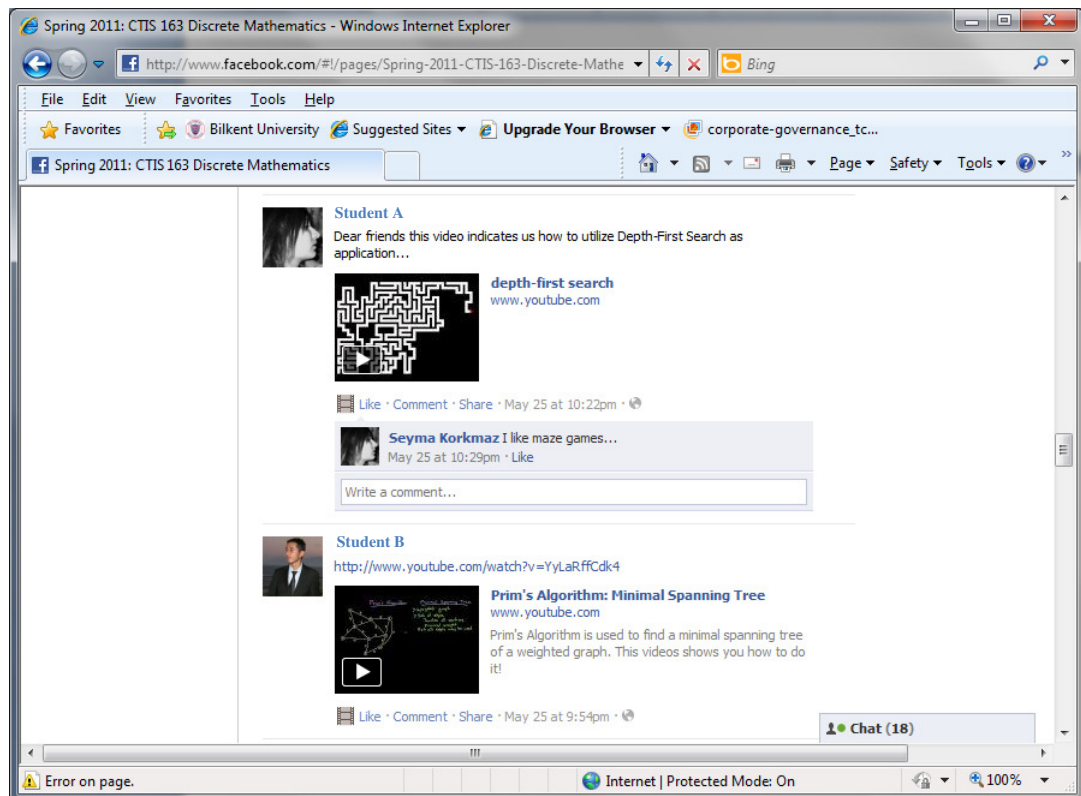 Spring 2011: CTIS 163 Discrete Mathematics - Windows Internet Explorer
http://www.facebook.com/#!/pages/Spring-2011-CTIS-163-Discrete-Mathe
Bing
File Edit View Favorites Tools Help
Favorites Bilkent University Suggested Sites Upgrade Your Browser corporate-governance_tc...
Spring 2011: CTIS 163 Discrete Mathematics Page Safety Tools
Student A
Dear friends this video indicates us how to utilize Depth-First Search as
application...
depth-first search
www.youtube.com
Like · Comment · Share · May 25 at 10:22pm ·
Seyma Korkmaz I like maze games...
May 25 at 10:29pm · Like
Write a comment...
Student B
http://www.youtube.com/watch?v=YyLaRffCdk4
Prim's Algorithm: Minimal Spanning Tree
www.youtube.com
Prim's Algorithm is used to find a minimal spanning tree
of a weighted graph. This videos shows you how to do
it!
Prim's Algorithm Minimal Spanning Tree
Like · Comment · Share · May 25 at 9:54pm ·
Chat (18)
Error on page. Internet | Protected Mode: On 100%